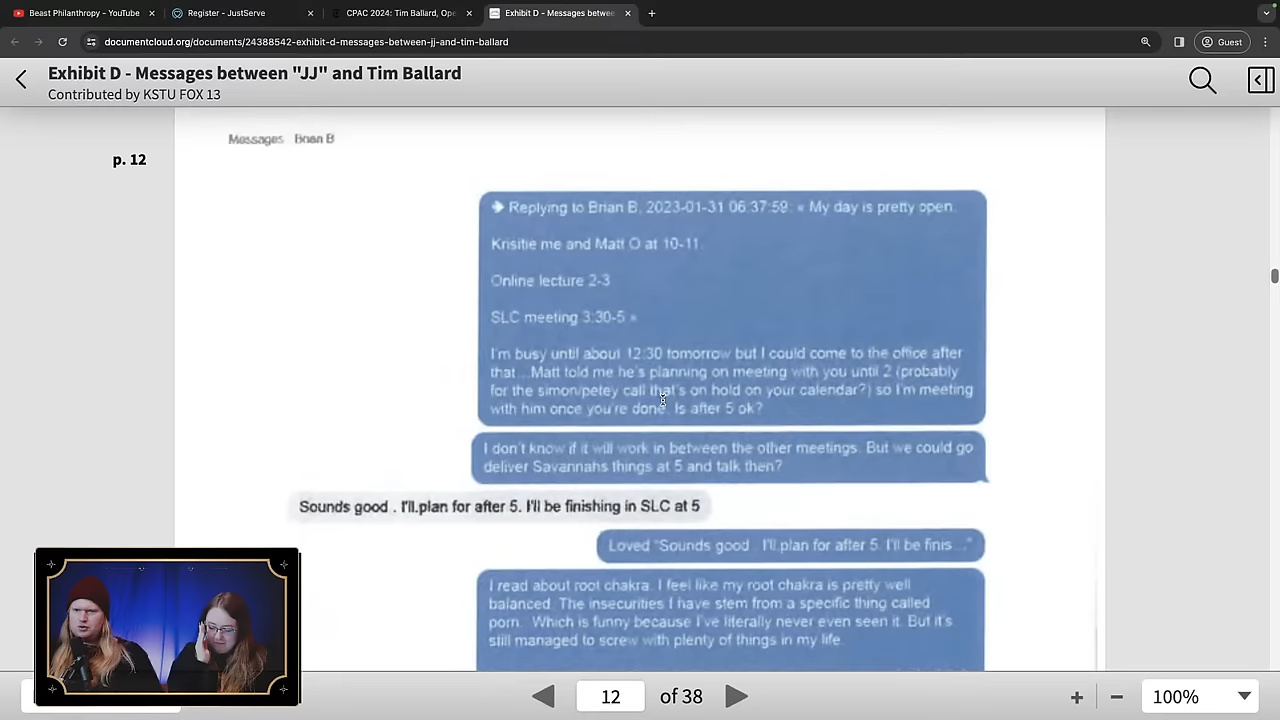 Beast Philanthropy - YouTube
Register - JustServe
CPAC 2024: Tim Ballard, Ope
Exhibit D - Messages betwee
documentcloud.org/documents/24388542-exhibit-d-messages-between-jj-and-tim-ballard
Guest
Exhibit D - Messages between "JJ" and Tim Ballard
Contributed by KSTU FOX 13
p. 12
Messages Brian B
Replying to Brian B, 2023-01-31 06:37:59: « My day is pretty open.
Krisitie me and Matt O at 10-11
Online lecture 2-3
SLC meeting 3:30-5 »
I'm busy until about 12:30 tomorrow but I could come to the office after
that...Matt told me he's planning on meeting with you until 2 (probably
for the simon/petey call that's on hold on your calendar?) so I'm meeting
with him once you're done. Is after 5 ok?
I don't know if it will work in between the other meetings. But we could go
deliver Savannahs things at 5 and talk then?
Sounds good . I'll.plan for after 5. I'll be finishing in SLC at 5
Loved "Sounds good . I'll.plan for after 5. I'll be finis..."
I read about root chakra. I feel like my root chakra is pretty well
balanced. The insecurities I have stem from a specific thing called
porn. Which is funny because I've literally never even seen it. But it's
still managed to screw with plenty of things in my life.
12 of 38
100%